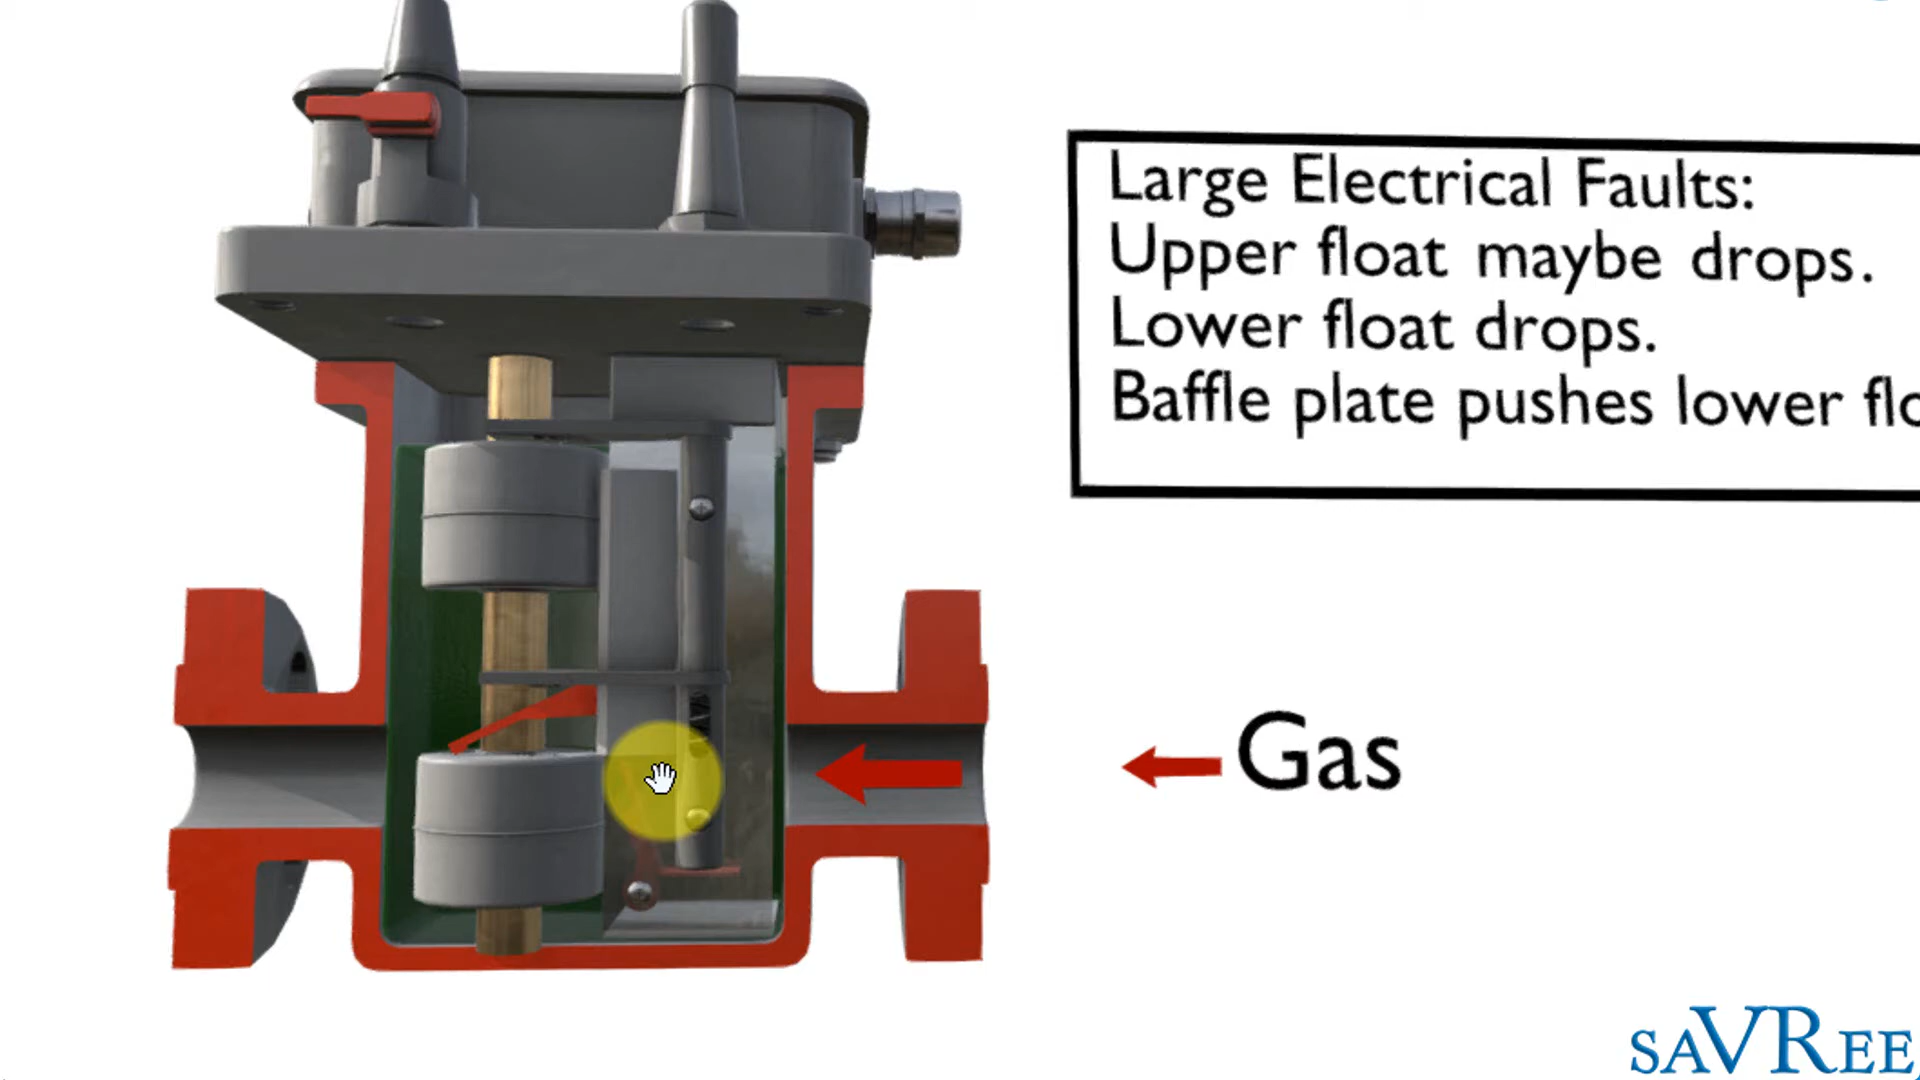 Large Electrical Faults:
Upper float maybe drops.
Lower float drops.
Baffle plate pushes lower flo
Gas
saVRee